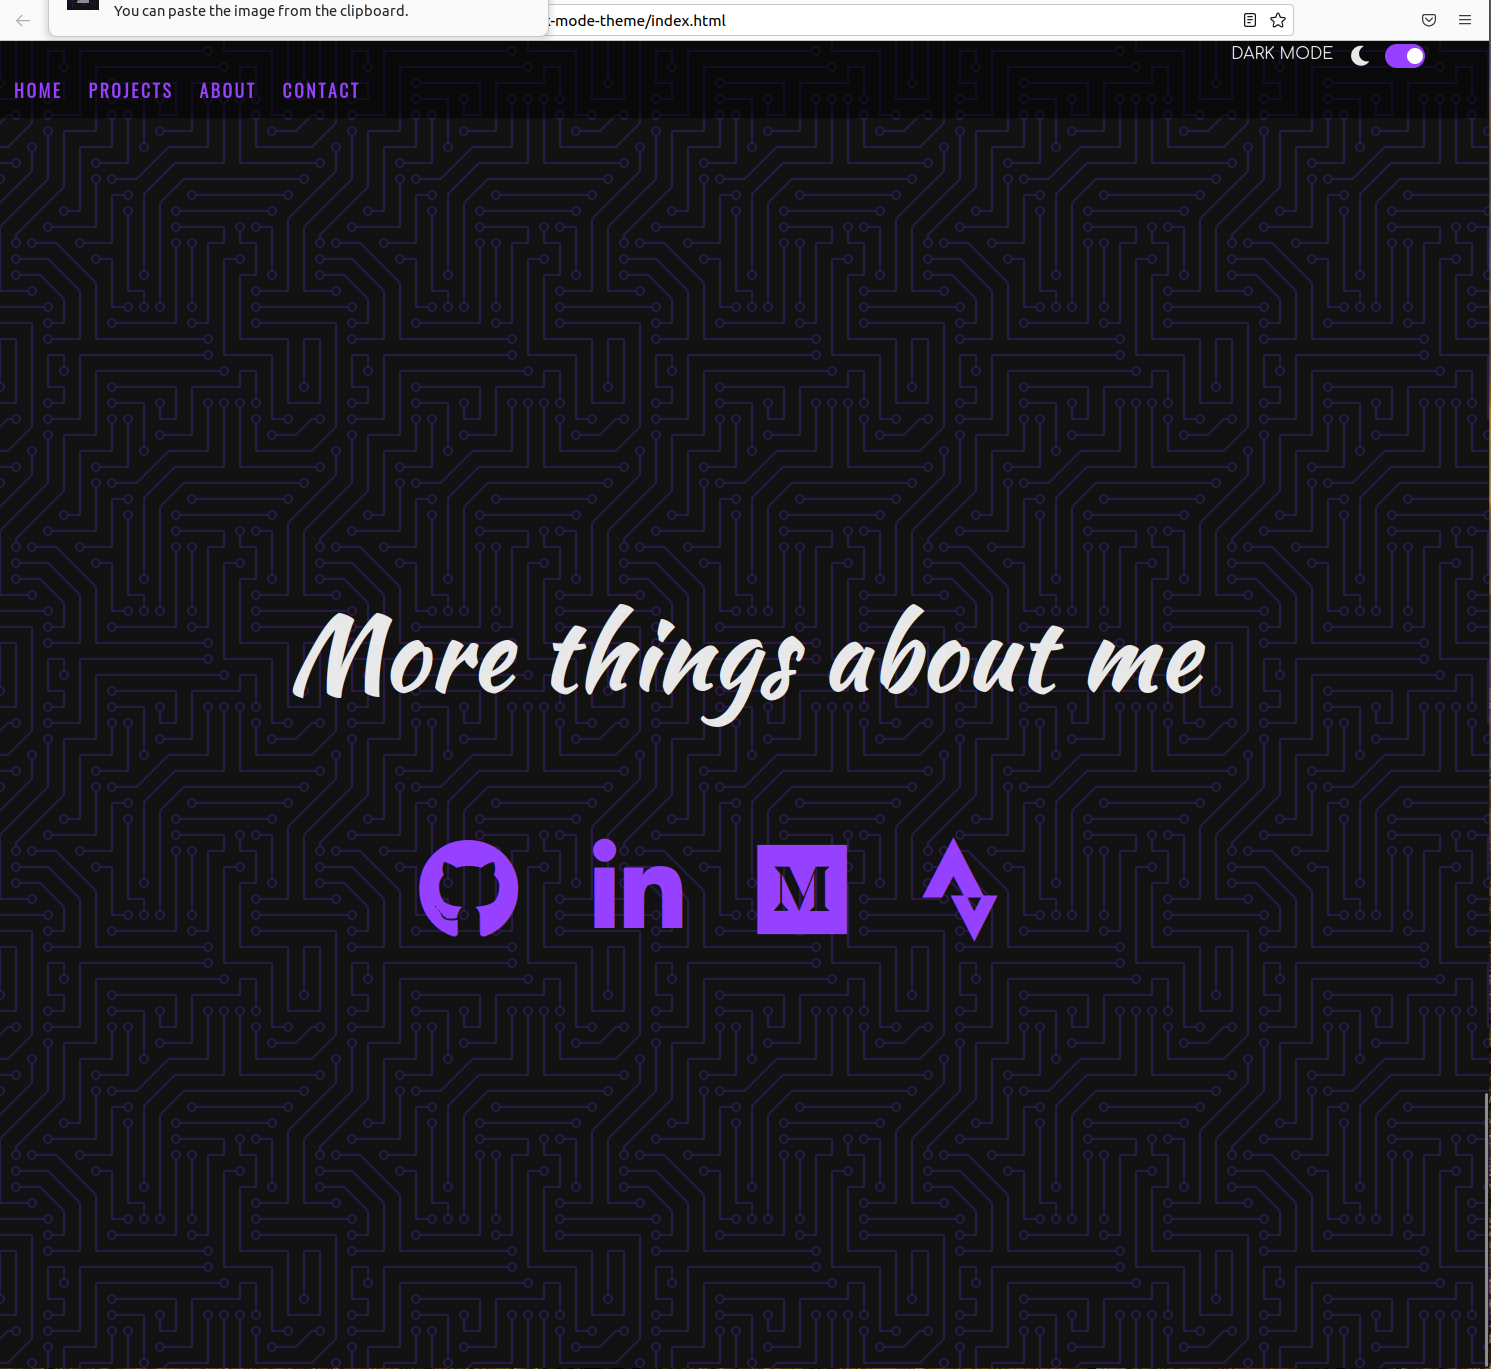 You can paste the image from the clipboard.
-mode-theme/index.html
DARK MODE
HOME PROJECTS ABOUT CONTACT
More things about me
in
M